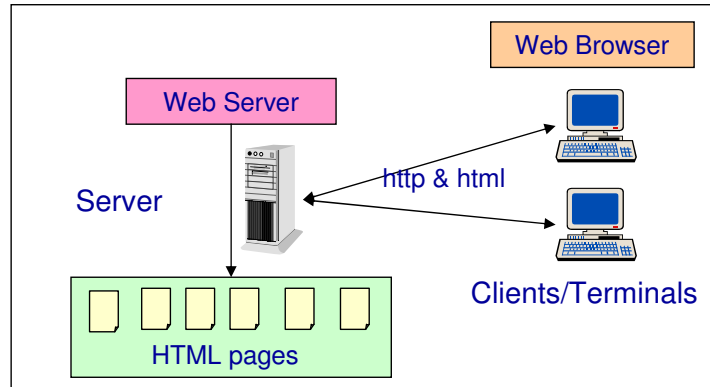 Web Browser
Web Server
http & html
Server
Clients/Terminals
HTML pages